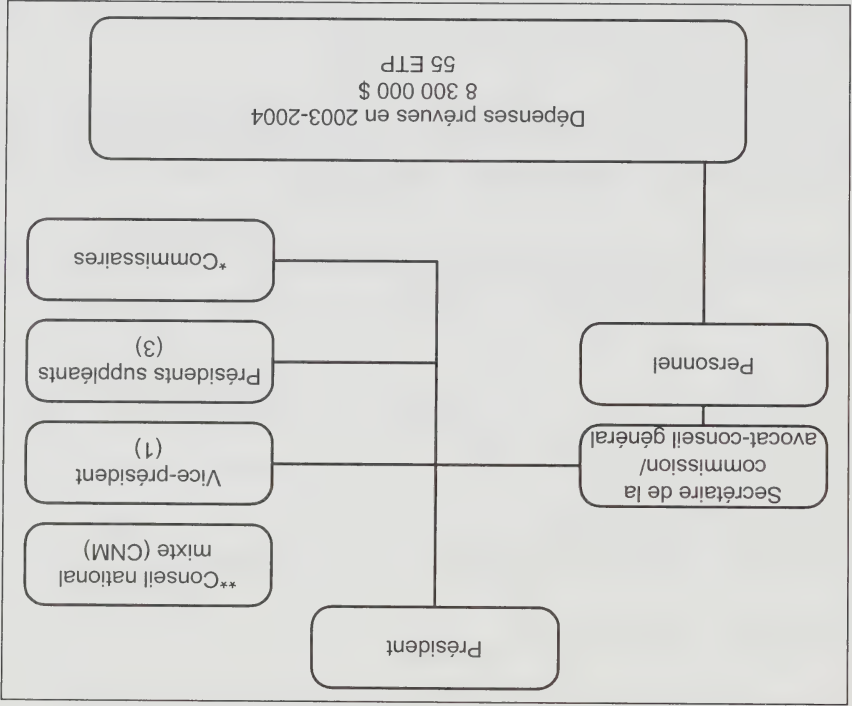 Président
**Conseil national
mixte (CNM)
Secrétaire de la
commission/
avocat-conseil général
Vice-président
(1)
Personnel
Présidents suppléants
(3)
*Commissaires
Dépenses prévues en 2003-2004
8 300 000 $
55 ETP